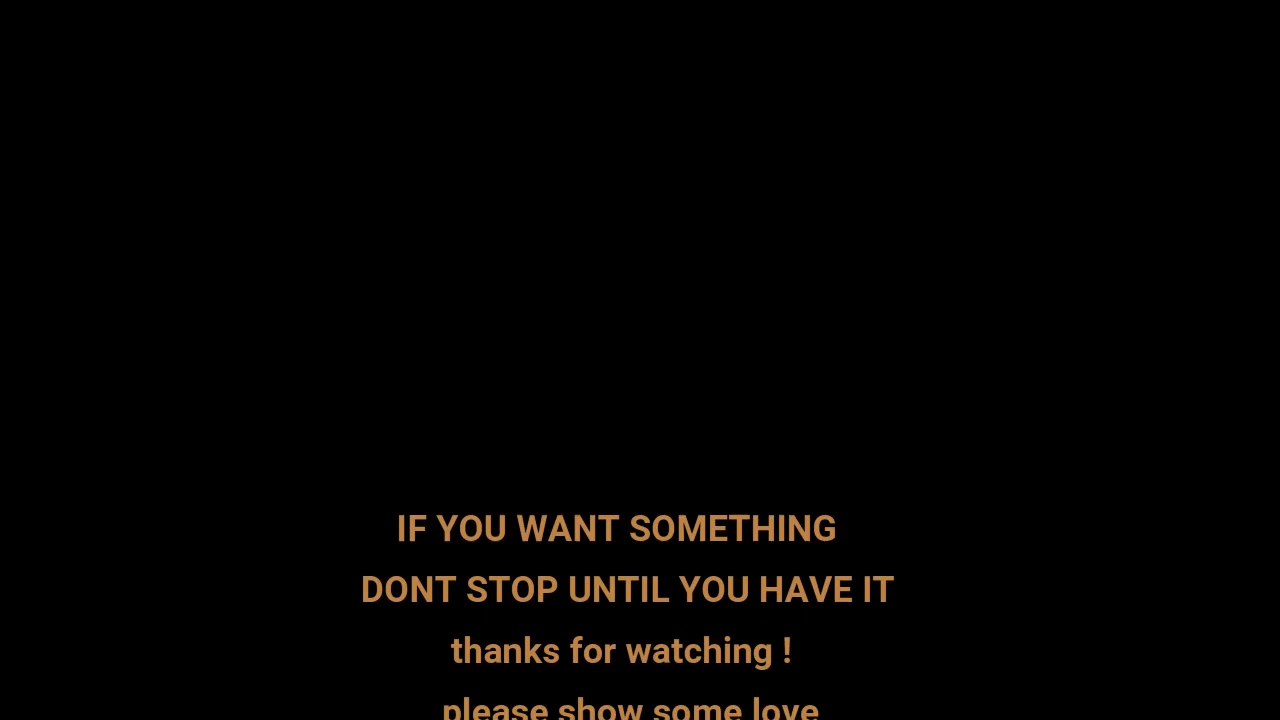 IF YOU WANT SOMETHING
DONT STOP UNTIL YOU HAVE IT
thanks for watching !
please show some love